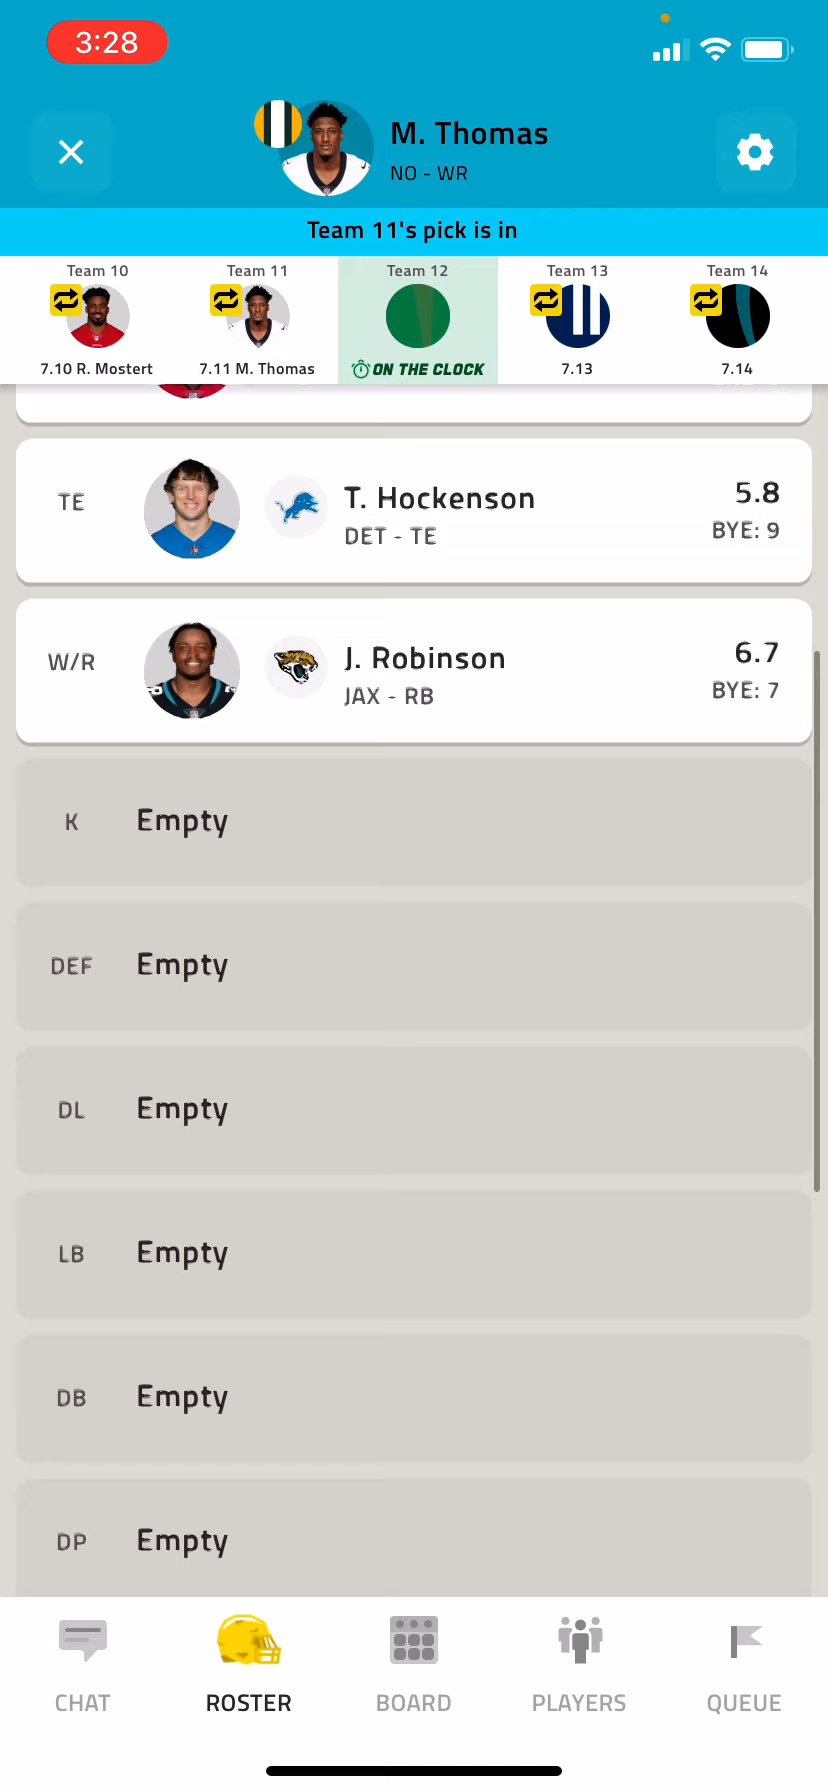 3:28
M. Thomas
NO - WR
Team 11's pick is in
Team 10
Team 11
Team 12
Team 13
Team 14
7.10 R. Mostert
7.11 M. Thomas
ON THE CLOCK
7.13
7.14
TE
T. Hockenson
DET - TE
5.8
BYE: 9
W/R
J. Robinson
JAX - RB
6.7
BYE: 7
K
Empty
DEF
Empty
DL
Empty
LB
Empty
DB
Empty
DP
Empty
CHAT
ROSTER
BOARD
PLAYERS
QUEUE